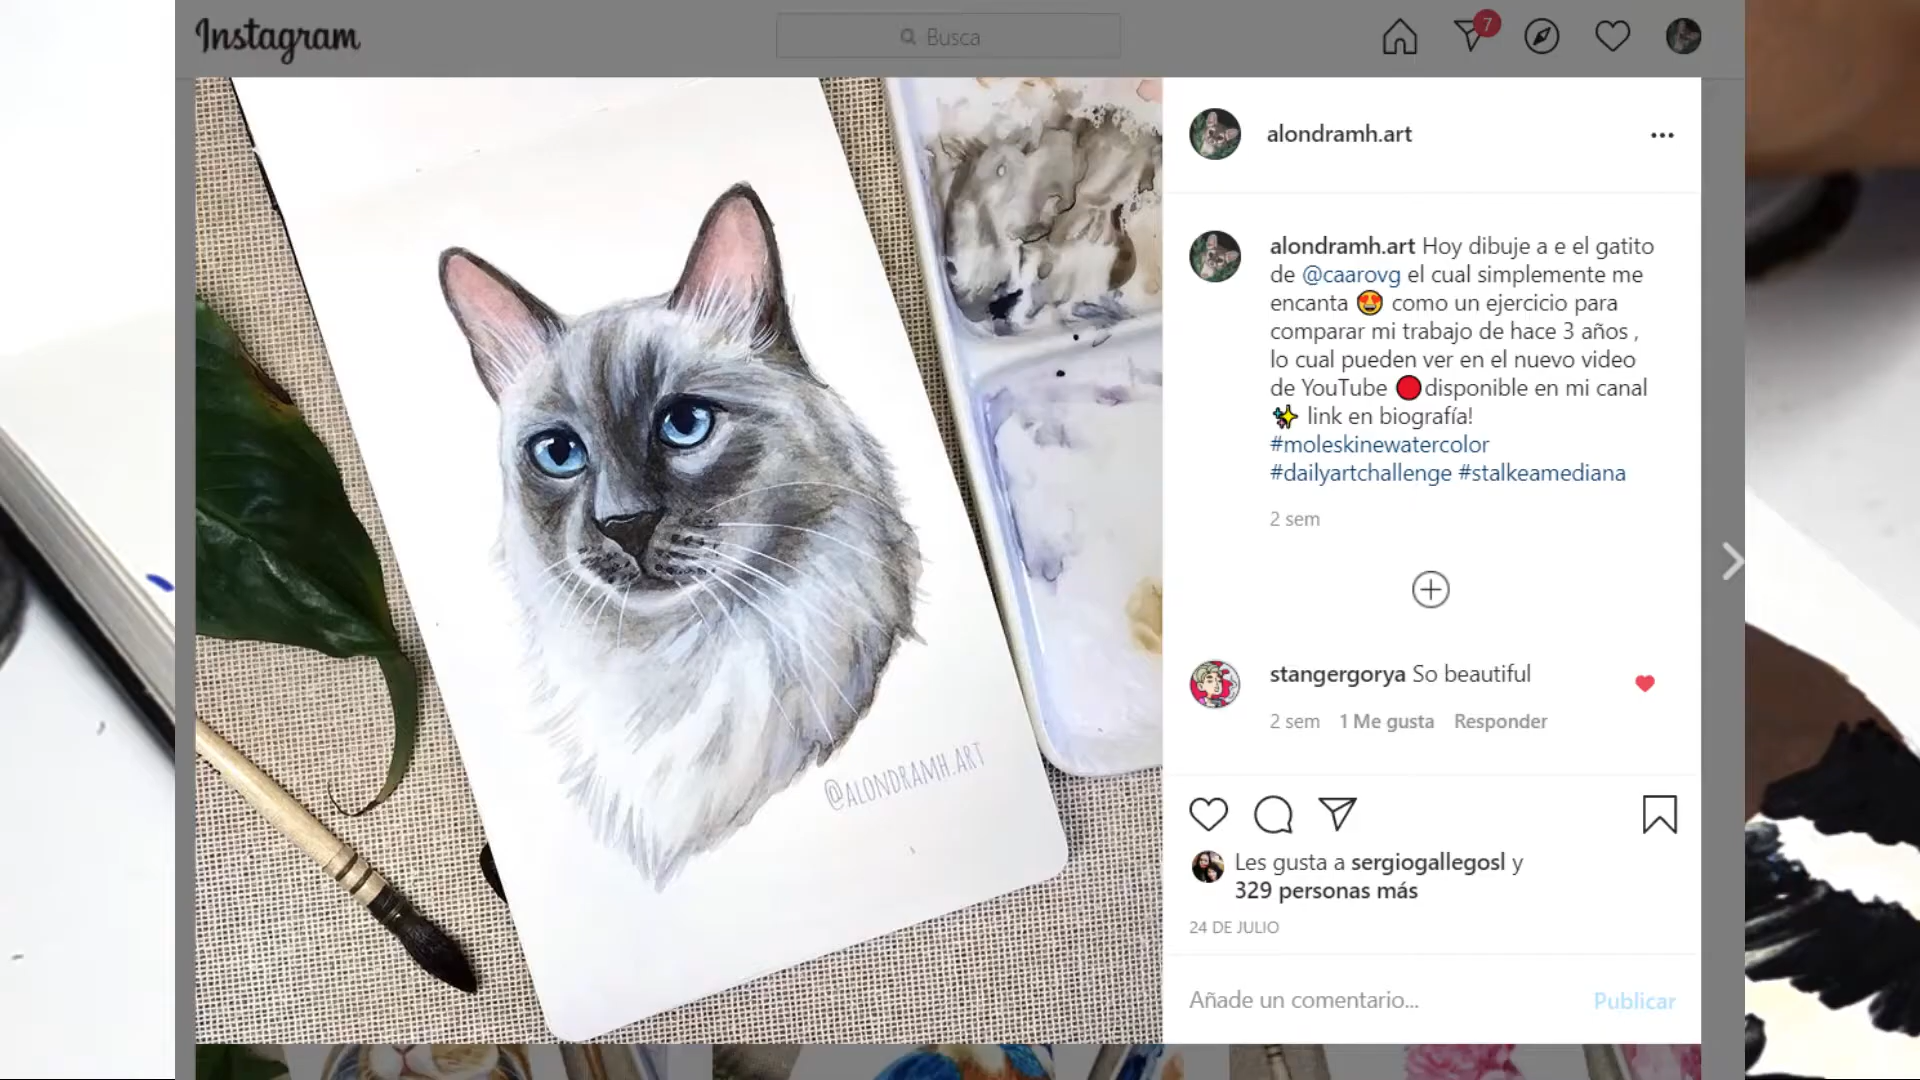 Instagram
Busca
7
alondramh.art
alondramh.art Hoy dibuje a e el gatito
de @caarovg el cual simplemente me
encanta 😍 como un ejercicio para
comparar mi trabajo de hace 3 años ,
lo cual pueden ver en el nuevo video
de YouTube 🔴disponible en mi canal
✨ link en biografía!
#moleskinewatercolor
#dailyartchallenge #stalkeamediana
2 sem
stangergorya So beautiful
2 sem 1 Me gusta Responder
@ALONDRAMH.ART
Les gusta a sergiogallegosl y
329 personas más
24 DE JULIO
Añade un comentario... Publicar